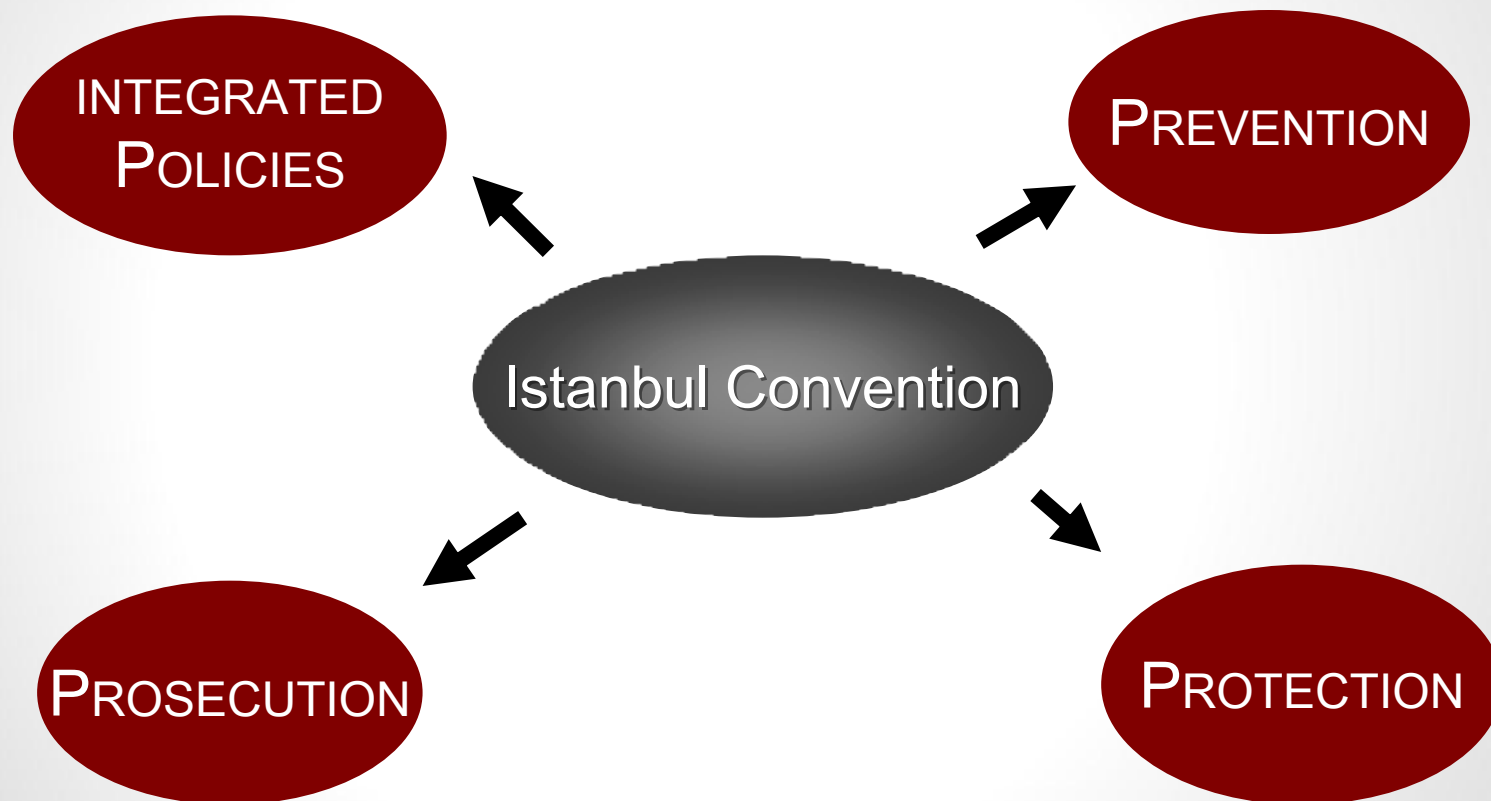 INTEGRATED
POLICIES
PREVENTION
Istanbul Convention
PROSECUTION
PROTECTION